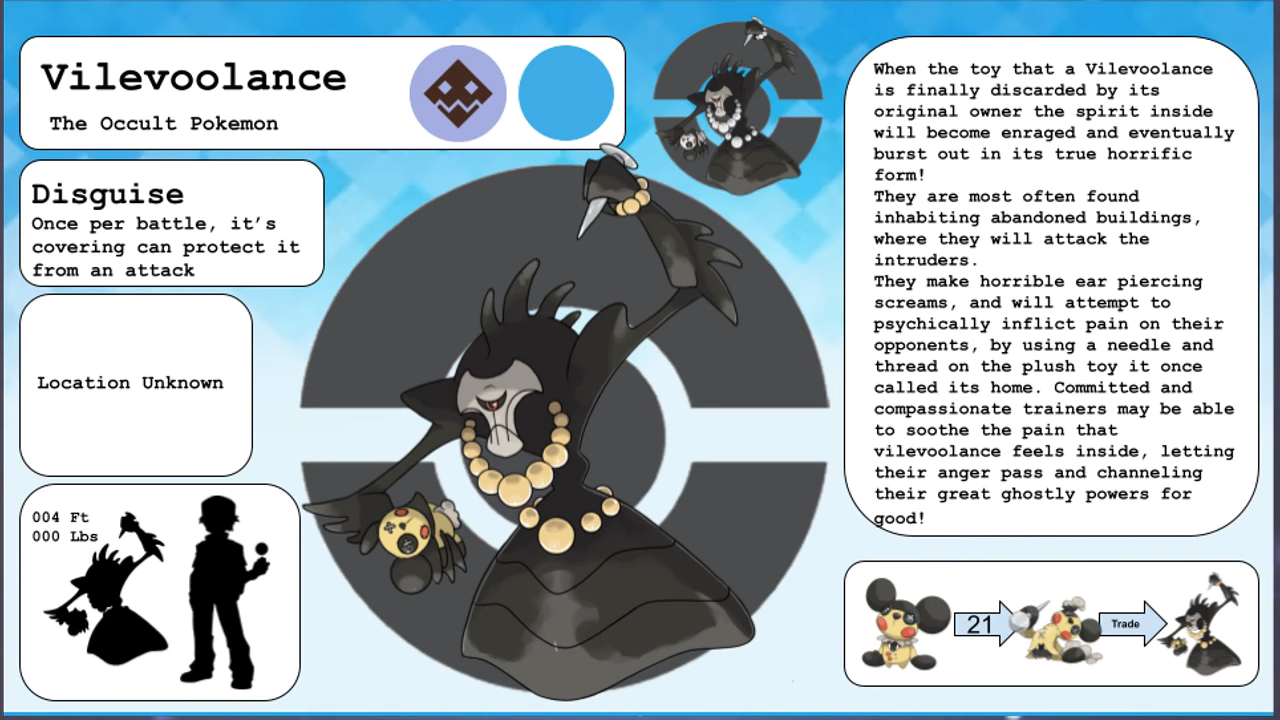 Vilevoolance
The Occult Pokemon
Disguise
Once per battle, it’s
covering can protect it
from an attack
Location Unknown
004 Ft
000 Lbs
When the toy that a Vilevoolance
is finally discarded by its
original owner the spirit inside
will become enraged and eventually
burst out in its true horrific
form!
They are most often found
inhabiting abandoned buildings,
where they will attack the
intruders.
They make horrible ear piercing
screams, and will attempt to
psychically inflict pain on their
opponents, by using a needle and
thread on the plush toy it once
called its home. Committed and
compassionate trainers may be able
to soothe the pain that
vilevoolance feels inside, letting
their anger pass and channeling
their great ghostly powers for
good!
21
Trade